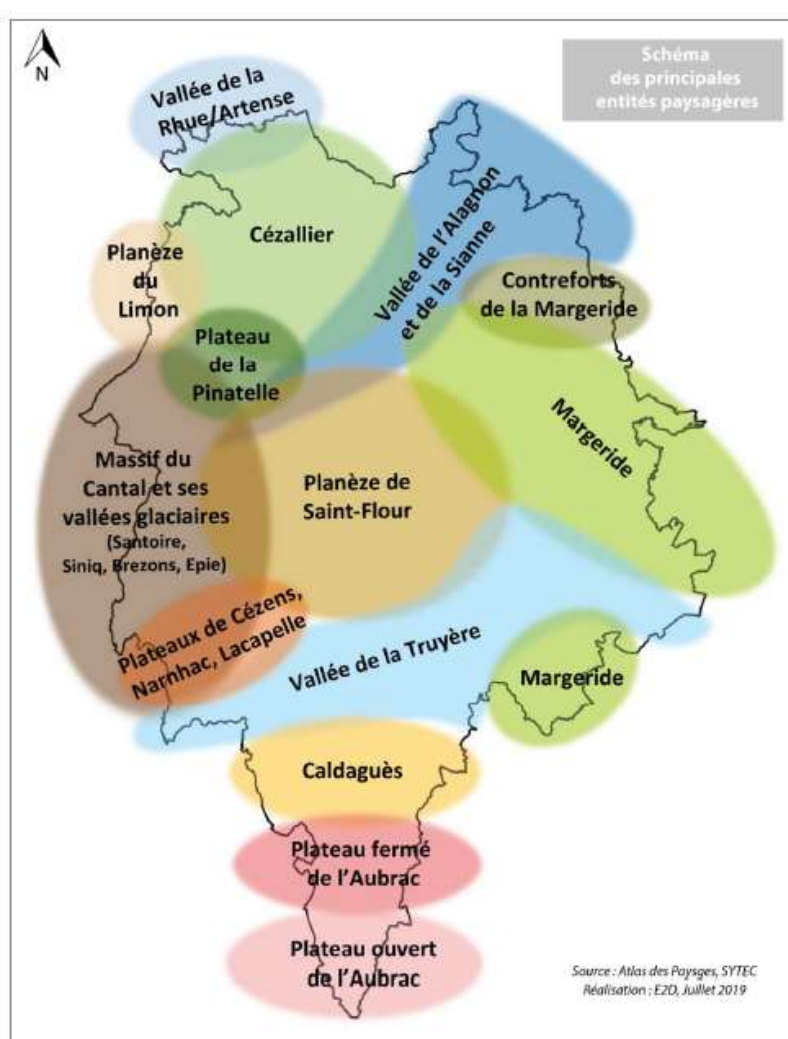 N
Schéma
des principales
entités paysagères
Vallée de la
Rhue/Artense
Cézallier
Vallée de l'Alagnon
et de la Sianne
Planèze
du
Limon
Contreforts
de la Margeride
Plateau
de la
Pinatelle
Margeride
Massif du
Cantal et ses
vallées glaciaires
(Santoire,
Siniq, Brezons, Epie)
Planèze de
Saint-Flour
Plateaux de Cézens,
Narnhac, Lacapelle
Vallée de la Truyère
Margeride
Caldaguès
Plateau fermé
de l'Aubrac
Plateau ouvert
de l'Aubrac
Source : Atlas des Paysges, SYTEC
Réalisation : E2D, Juillet 2019